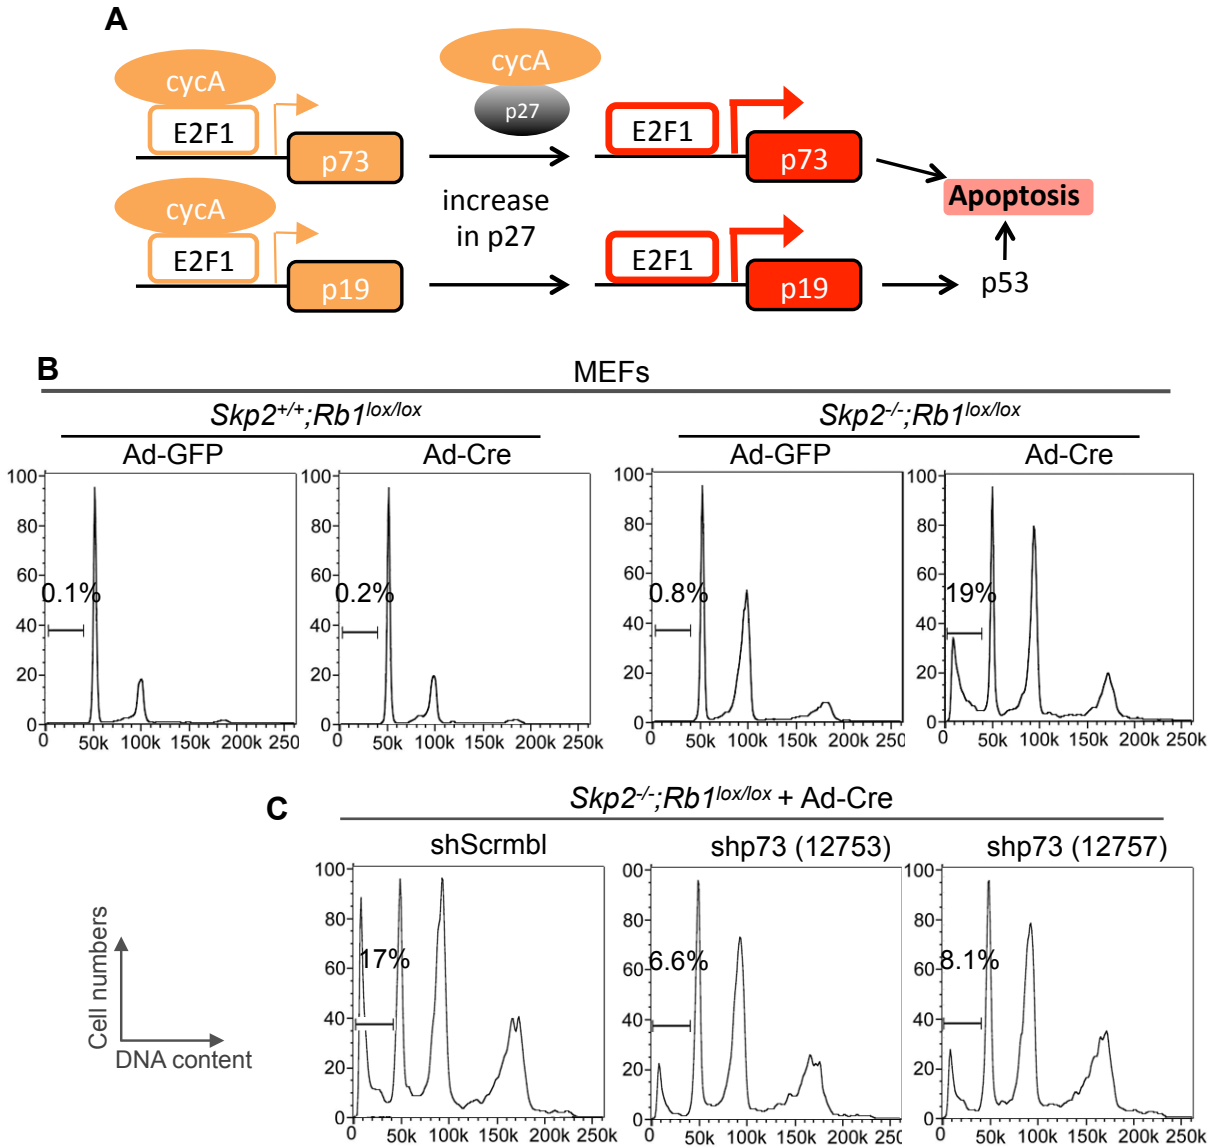 A
cycA
E2F1
p73
cycA
p27
E2F1
p73
Apoptosis
cycA
E2F1
p19
increase
in p27
E2F1
p19
p53
B
MEFs
Skp2+/+;Rb1lox/lox
Skp2-/-;Rb1lox/lox
Ad-GFP
Ad-Cre
Ad-GFP
Ad-Cre
100
80
60
40
20
0
0.1%
0 50k 100k 150k 200k 250k
100
80
60
40
20
0
0.2%
0 50k 100k 150k 200k 250k
100
80
60
40
20
0
0.8%
0 50k 100k 150k 200k 250k
100
80
60
40
20
0
19%
0 50k 100k 150k 200k 250k
C
Skp2-/-;Rb1lox/lox + Ad-Cre
shScrmbl
shp73 (12753)
shp73 (12757)
Cell numbers
DNA content
100
80
60
40
20
0
17%
0 50k 100k 150k 200k 250k
00
80
60
40
20
0
6.6%
0 50k 100k 150k 200k 250k
100
80
60
40
20
0
8.1%
0 50k 100k 150k 200k 250k